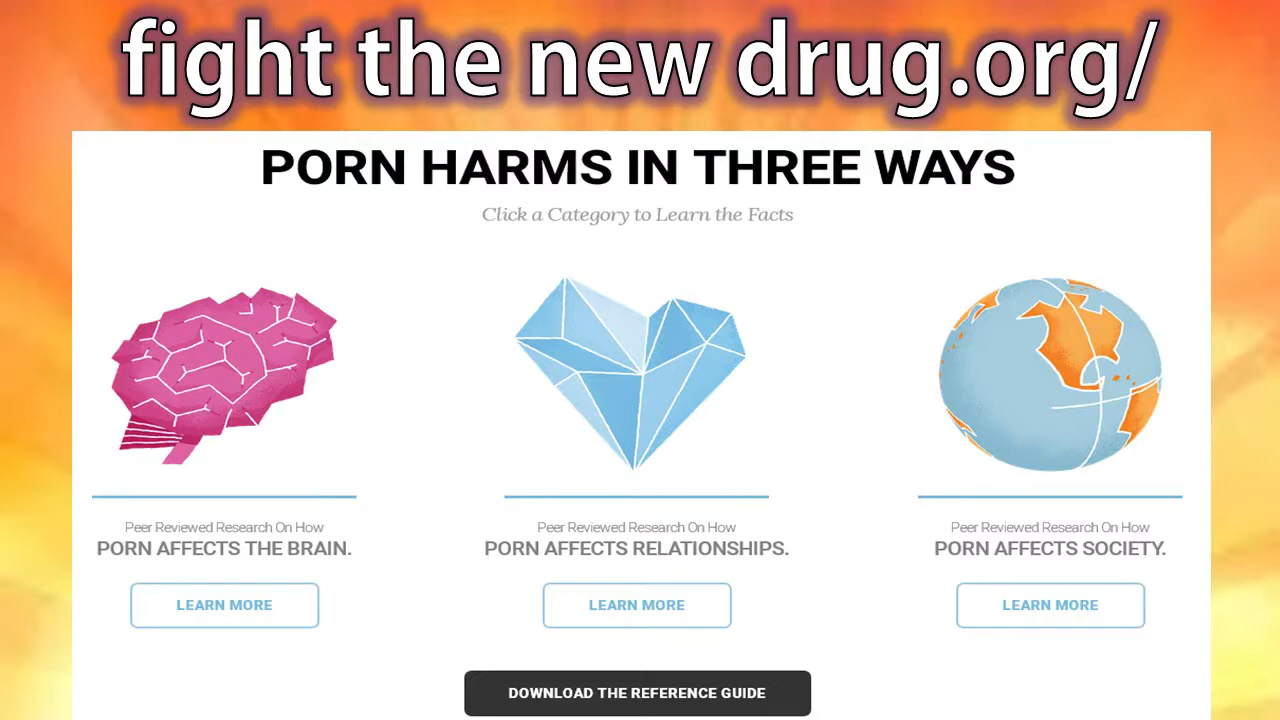 fight the new drug.org/
PORN HARMS IN THREE WAYS
Click a Category to Learn the Facts
Peer Reviewed Research On How
PORN AFFECTS THE BRAIN.
LEARN MORE
Peer Reviewed Research On How
PORN AFFECTS RELATIONSHIPS.
LEARN MORE
Peer Reviewed Research On How
PORN AFFECTS SOCIETY.
LEARN MORE
DOWNLOAD THE REFERENCE GUIDE